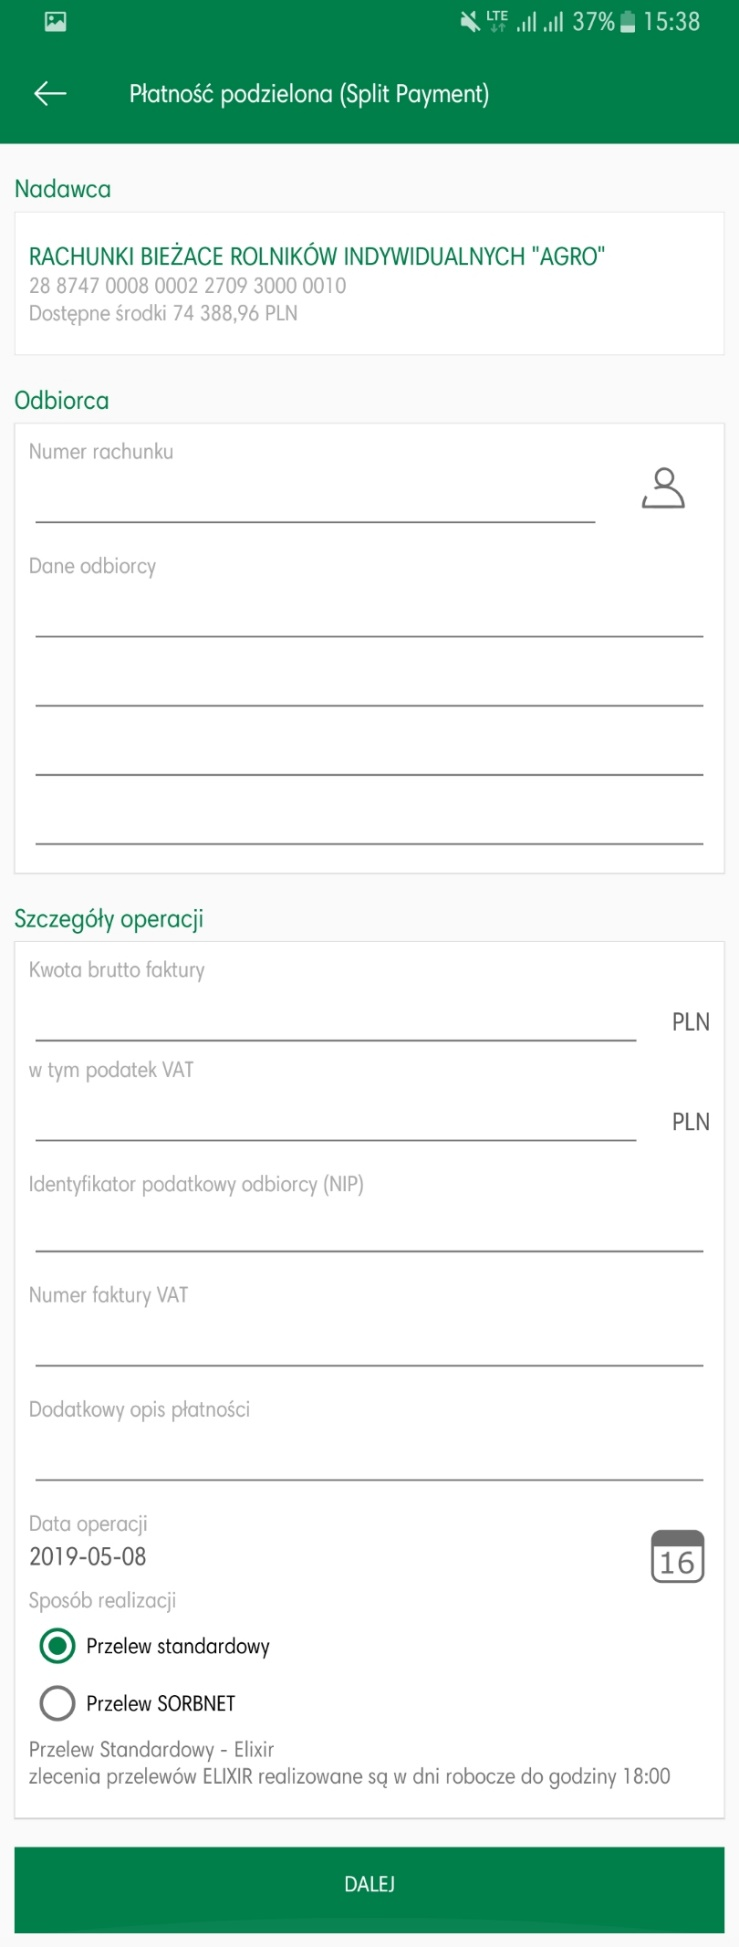 LTE 37% 15:38
Płatność podzielona (Split Payment)
Nadawca
RACHUNKI BIEŻACE ROLNIKÓW INDYWIDUALNYCH "AGRO"
28 8747 0008 0002 2709 3000 0010
Dostępne środki 74 388,96 PLN
Odbiorca
Numer rachunku
Dane odbiorcy
Szczegóły operacji
Kwota brutto faktury
PLN
w tym podatek VAT
PLN
Identyfikator podatkowy odbiorcy (NIP)
Numer faktury VAT
Dodatkowy opis płatności
Data operacji
2019-05-08
16
Sposób realizacji
Przelew standardowy
Przelew SORBNET
Przelew Standardowy - Elixir
zlecenia przelewów ELIXIR realizowane są w dni robocze do godziny 18:00
DALEJ